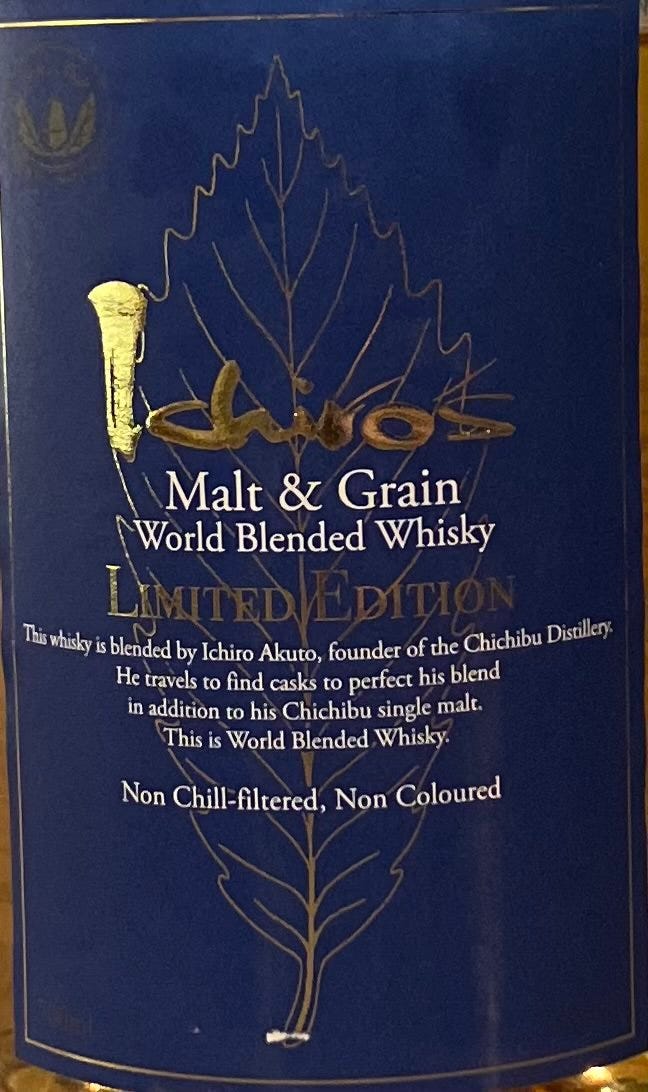 Ichiro's
Malt & Grain
World Blended Whisky
LIMITED EDITION
This whisky is blended by Ichiro Akuto, founder of the Chichibu Distillery.
He travels to find casks to perfect his blend
in addition to his Chichibu single malt.
This is World Blended Whisky.
Non Chill-filtered, Non Coloured